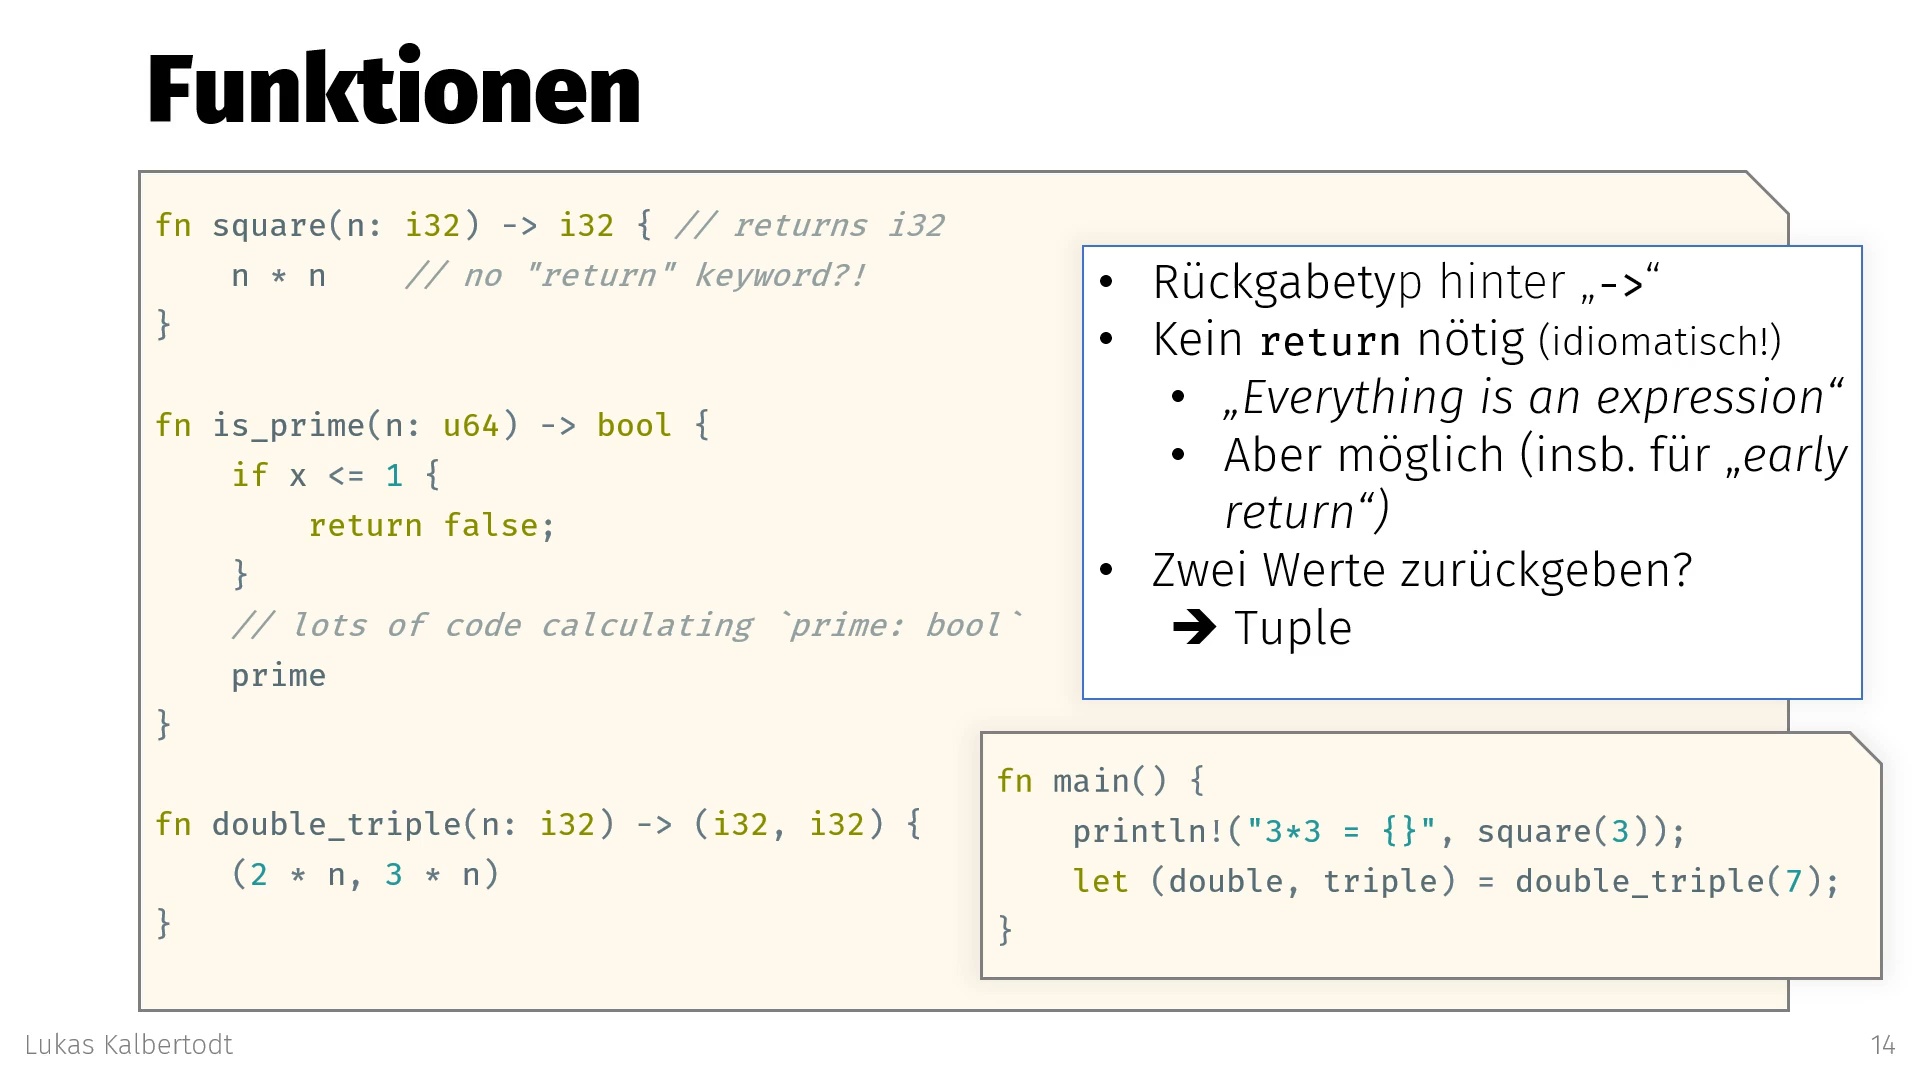 Funktionen
fn square(n: i32) -> i32 { // returns i32
    n * n    // no "return" keyword?!
}
fn is_prime(n: u64) -> bool {
    if x <= 1 {
        return false;
    }
    // lots of code calculating `prime: bool`
    prime
}
fn double_triple(n: i32) -> (i32, i32) {
    (2 * n, 3 * n)
}
• Rückgabetyp hinter „->“
• Kein return nötig (idiomatisch!)
• „Everything is an expression“
• Aber möglich (insb. für „early
return“)
• Zwei Werte zurückgeben?
➔ Tuple
fn main() {
    println!("3*3 = {}", square(3));
    let (double, triple) = double_triple(7);
}
Lukas Kalbertodt
14